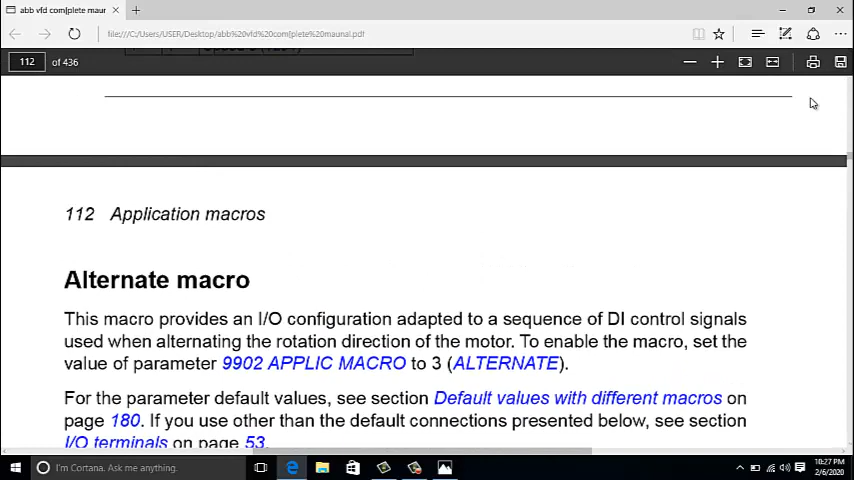 abb vfd com[plete maur
file:///C:/Users/USER/Desktop/abb%20vfd%20com[plete%20maunal.pdf
112 of 436
112 Application macros
Alternate macro
This macro provides an I/O configuration adapted to a sequence of DI control signals
used when alternating the rotation direction of the motor. To enable the macro, set the
value of parameter 9902 APPLIC MACRO to 3 (ALTERNATE).
For the parameter default values, see section Default values with different macros on
page 180. If you use other than the default connections presented below, see section
I/O terminals on page 53.
I'm Cortana. Ask me anything.
10:27 PM
2/6/2020